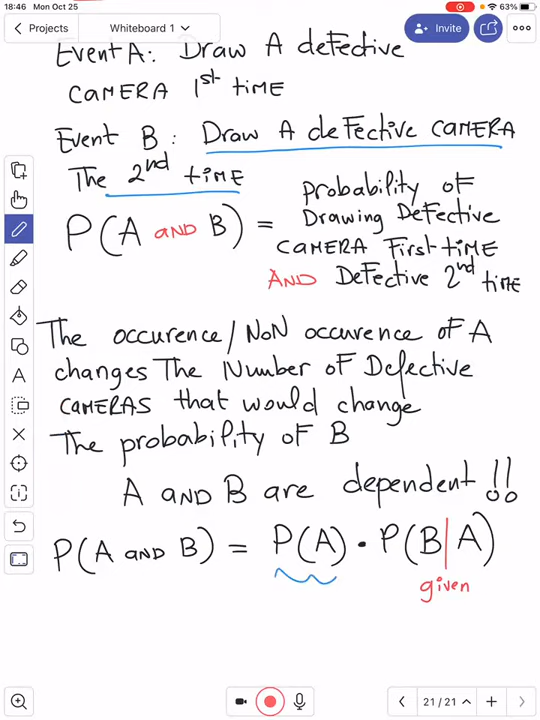 18:46 Mon Oct 25
63%
Projects
Whiteboard 1
Invite
Event A: Draw A defective
CAMERA 1st TIME
Event B: Draw A defective CAMERA
The 2nd TIME
P(A AND B) = probability of
Drawing Defective
CAMERA First time
AND Defective 2nd time
The occurence/NON occurence of A
changes The Number of Defective
CAMERAS that would change
The probability of B
A AND B are dependent!!
P(A AND B) = P(A) · P(B|A)
given
A
21/21